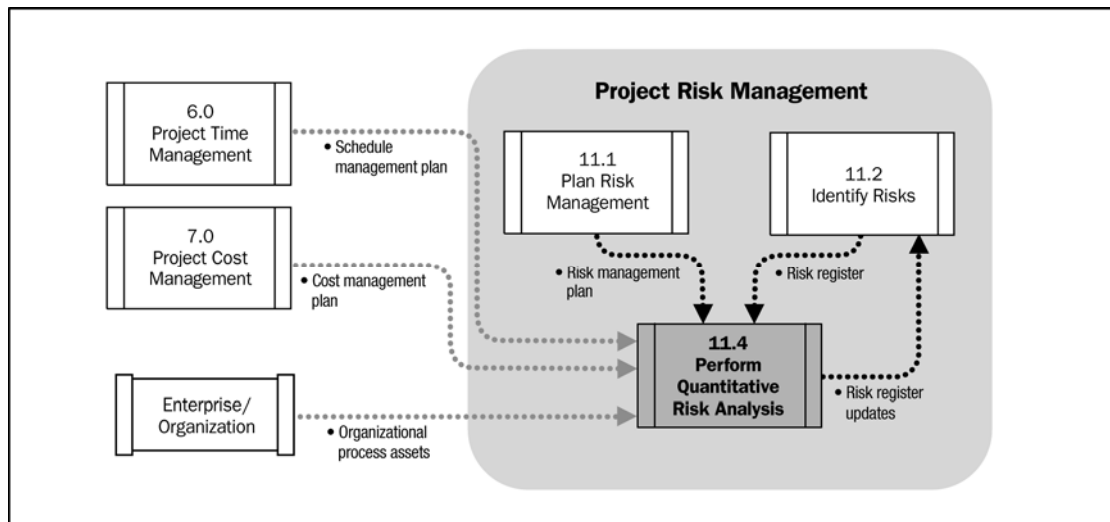 Project Risk Management
6.0
Project Time
Management
• Schedule
management plan
11.1
Plan Risk
Management
11.2
Identify Risks
7.0
Project Cost
Management
• Cost management
plan
• Risk management
plan
• Risk register
11.4
Perform
Quantitative
Risk Analysis
• Risk register
updates
Enterprise/
Organization
• Organizational
process assets